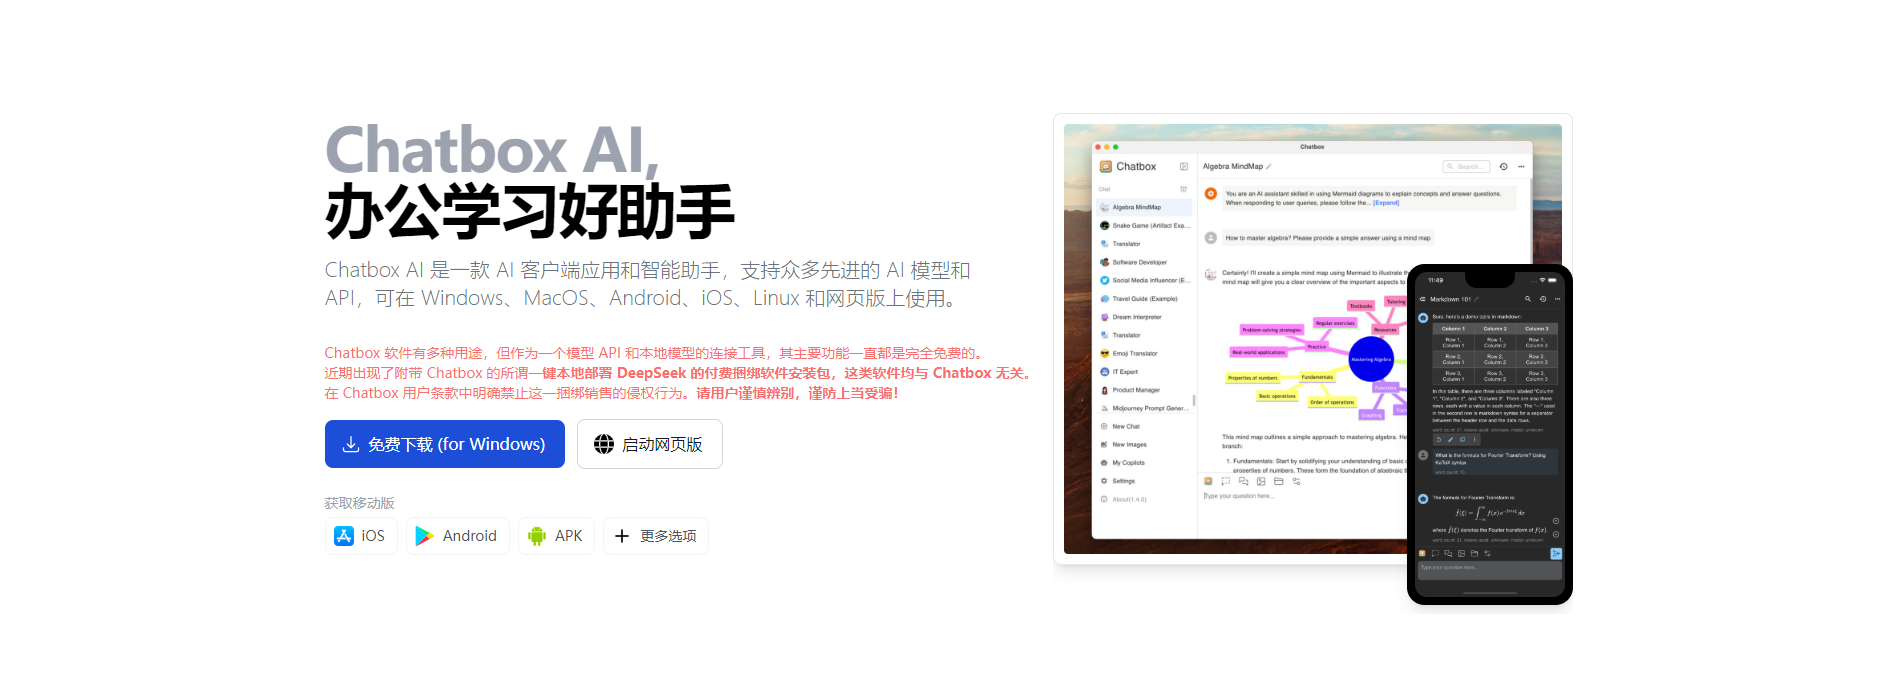 Chatbox AI,
办公学习好助手
Chatbox AI 是一款 AI 客户端应用和智能助手，支持众多先进的 AI 模型和
API，可在 Windows、MacOS、Android、iOS、Linux 和网页版上使用。
Chatbox 软件有多种用途，但作为一个模型 API 和本地模型的连接工具，其主要功能一直都是完全免费的。
近期出现了附带 Chatbox 的所谓一键本地部署 DeepSeek 的付费捆绑软件安装包，这类软件均与 Chatbox 无关。
在 Chatbox 用户条款中明确禁止这一捆绑销售的侵权行为。请用户谨慎辨别，谨防上当受骗！
免费下载 (for Windows)
启动网页版
获取移动版
iOS
Android
APK
更多选项
Chatbox
Chatbox
Chat
Algebra MindMap
Snake Game (Artifact Exa...
Translator
Software Developer
Social Media Influencer (E...
Travel Guide (Example)
Dream Interpreter
Translator
Emoji Translator
IT Expert
Product Manager
Midjourney Prompt Gener...
New Chat
New Images
My Copilots
Settings
About(1.4.0)
Algebra MindMap
Search...
You are an AI assistant skilled in using Mermaid diagrams to explain concepts and answer questions.
When responding to user queries, please follow the... [Expand]
How to master algebra? Please provide a simple answer using a mind map
Certainly! I'll create a simple mind map using Mermaid to illustrate th
mind map will give you a clear overview of the important aspects to
Textbooks
Tutoring
Regular exercises
Resources
Problem-solving strategies
Practice
Real-world applications
Mastering Algebra
Properties of numbers
Fundamentals
Basic operations
Order of operations
Functions
Graphing
This mind map outlines a simple approach to mastering algebra. He
branch:
1. Fundamentals: Start by solidifying your understanding of basic
properties of numbers. These form the foundation of algebraic
Type your question here...
11:49
Markdown 101
Sure, here's a demo table in markdown:
Column 1 Column 2 Column 3
Row 1, Column 1 Row 1, Column 2 Row 1, Column 3
Row 2, Column 1 Row 2, Column 2 Row 2, Column 3
Row 3, Column 1 Row 3, Column 2 Row 3, Column 3
In this table, there are three columns labeled "Column
1", "Column 2", and "Column 3". There are also three
rows, each with a value in each column. The "---" used
in the second row is markdown syntax for a separator
between the header row and the data rows.
What is the formula for Fourier Transform? Using
KaTeX syntax
The formula for Fourier Transform is:
where f̂(ξ) denotes the Fourier transform of f(x).
Type your question here...